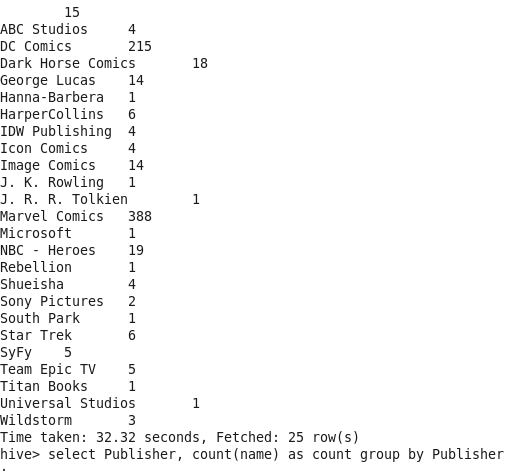 15
ABC Studios 4
DC Comics 215
Dark Horse Comics 18
George Lucas 14
Hanna-Barbera 1
HarperCollins 6
IDW Publishing 4
Icon Comics 4
Image Comics 14
J. K. Rowling 1
J. R. R. Tolkien 1
Marvel Comics 388
Microsoft 1
NBC - Heroes 19
Rebellion 1
Shueisha 4
Sony Pictures 2
South Park 1
Star Trek 6
SyFy 5
Team Epic TV 5
Titan Books 1
Universal Studios 1
Wildstorm 3
Time taken: 32.32 seconds, Fetched: 25 row(s)
hive> select Publisher, count(name) as count group by Publisher